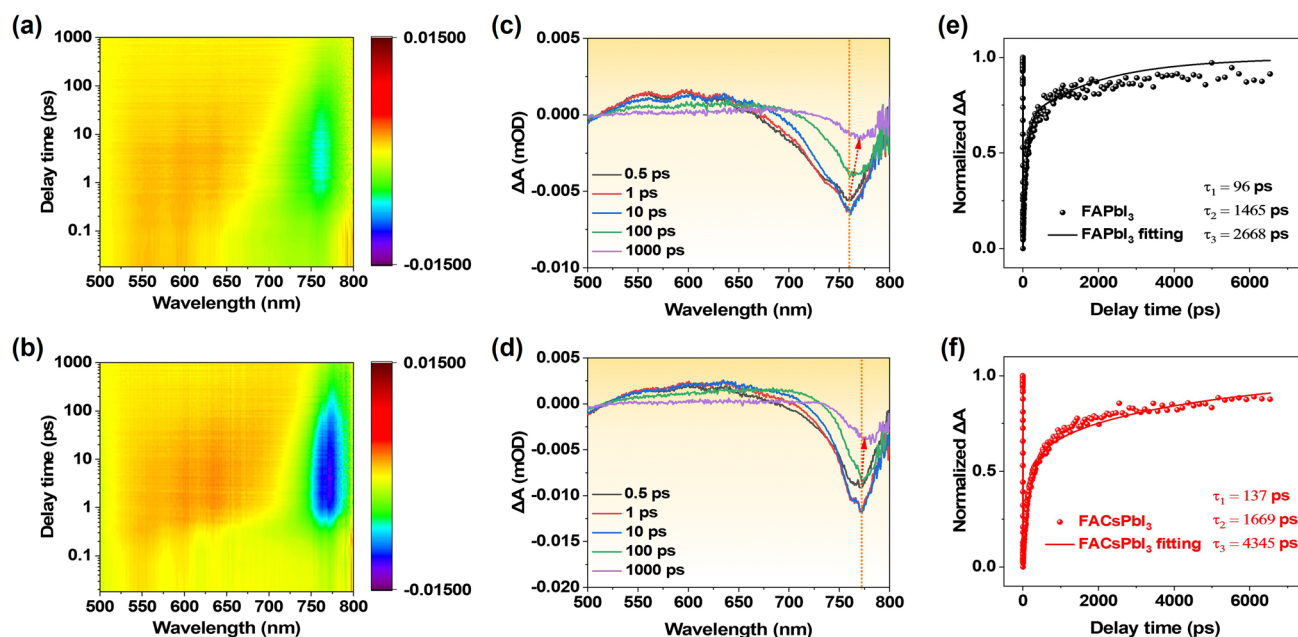 (a)
1000
100
10
1
0.1
Delay time (ps)
500 550 600 650 700 750 800
Wavelength (nm)
0.01500
-0.01500
(c)
0.005
0.000
-0.005
-0.010
ΔA (mOD)
0.5 ps
1 ps
10 ps
100 ps
1000 ps
500 550 600 650 700 750 800
Wavelength (nm)
(e)
1.0
0.5
0.0
Normalized ΔA
FAPbI₃
FAPbI₃ fitting
τ₁ = 96 ps
τ₂ = 1465 ps
τ₃ = 2668 ps
0 2000 4000 6000
Delay time (ps)
(b)
1000
100
10
1
0.1
Delay time (ps)
500 550 600 650 700 750 800
Wavelength (nm)
0.01500
-0.01500
(d)
0.005
0.000
-0.005
-0.010
-0.015
-0.020
ΔA (mOD)
0.5 ps
1 ps
10 ps
100 ps
1000 ps
500 550 600 650 700 750 800
Wavelength (nm)
(f)
1.0
0.5
0.0
Normalized ΔA
FACsPbI₃
FACsPbI₃ fitting
τ₁ = 137 ps
τ₂ = 1669 ps
τ₃ = 4345 ps
0 2000 4000 6000
Delay time (ps)